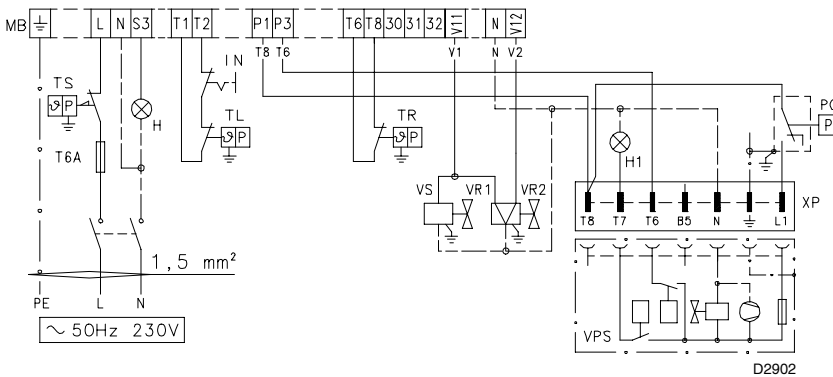 MB ⏚ L N S3 T1 T2 P1 P3 T6 T8 30 31 32 V11 N V12
T8 T6 V1 N V2
IN
TS
ϑ P
H
TL
ϑ P
TR
ϑ P
T6A
P
H1
VS VR1 VR2
XP
T8 T7 T6 B5 N ⏚ L1
1,5 mm²
PE L N
VPS
~ 50Hz 230V
D2902